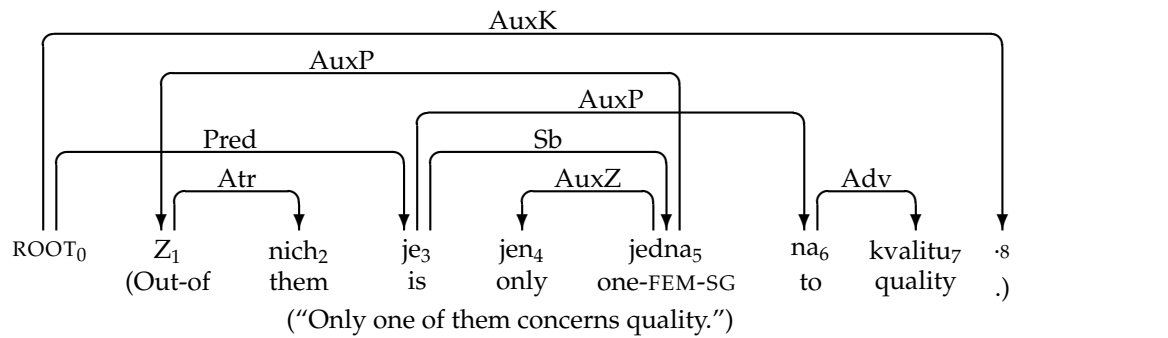 AuxK
AuxP
AuxP
Pred Sb
Atr AuxZ Adv
ROOT0 Z1 nich2 je3 jen4 jedna5 na6 kvalitu7 .8
(Out-of them is only one-FEM-SG to quality .)
(“Only one of them concerns quality.”)